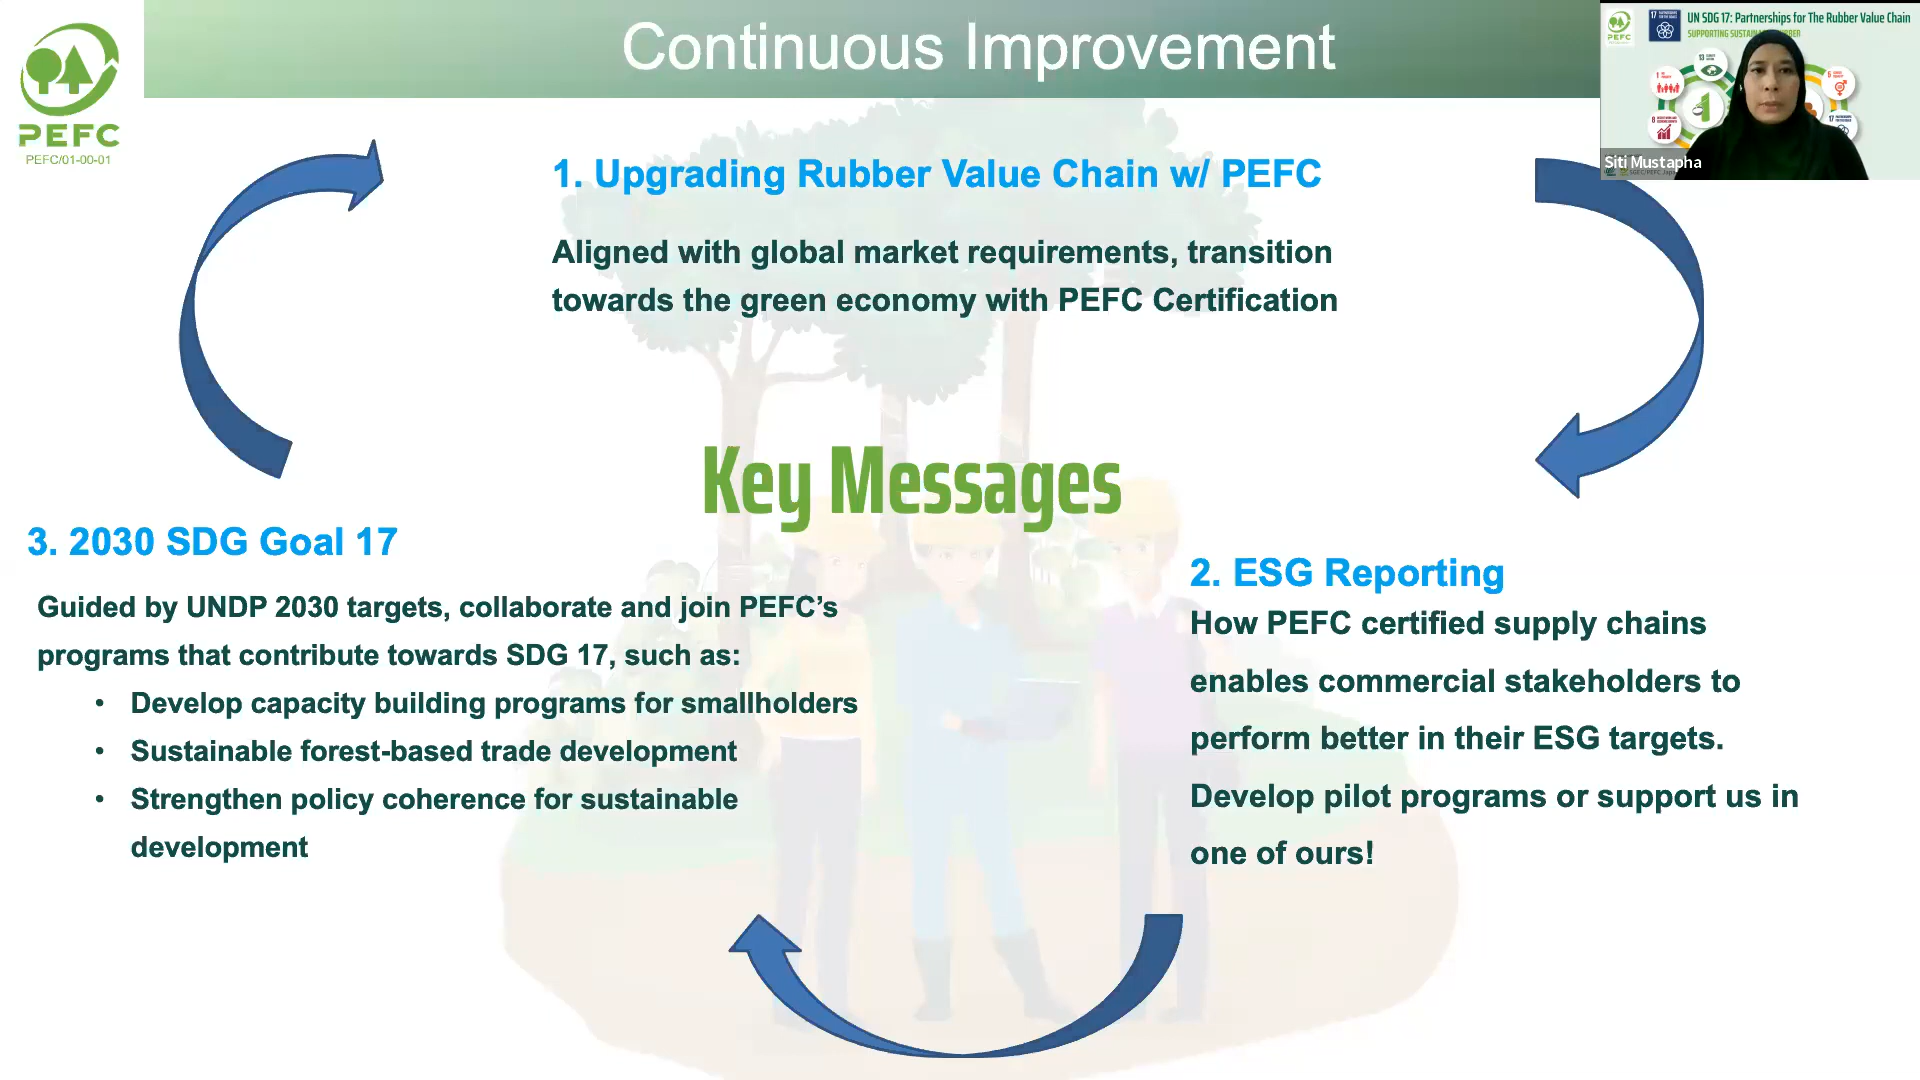 Continuous Improvement
PEFC
PEFC/01-00-01
UN SDG 17: Partnerships for The Rubber Value Chain
PEFC
Siti Mustapha
1. Upgrading Rubber Value Chain w/ PEFC
Aligned with global market requirements, transition
towards the green economy with PEFC Certification
Key Messages
3. 2030 SDG Goal 17
Guided by UNDP 2030 targets, collaborate and join PEFC’s
programs that contribute towards SDG 17, such as:
• Develop capacity building programs for smallholders
• Sustainable forest-based trade development
• Strengthen policy coherence for sustainable
development
2. ESG Reporting
How PEFC certified supply chains
enables commercial stakeholders to
perform better in their ESG targets.
Develop pilot programs or support us in
one of ours!